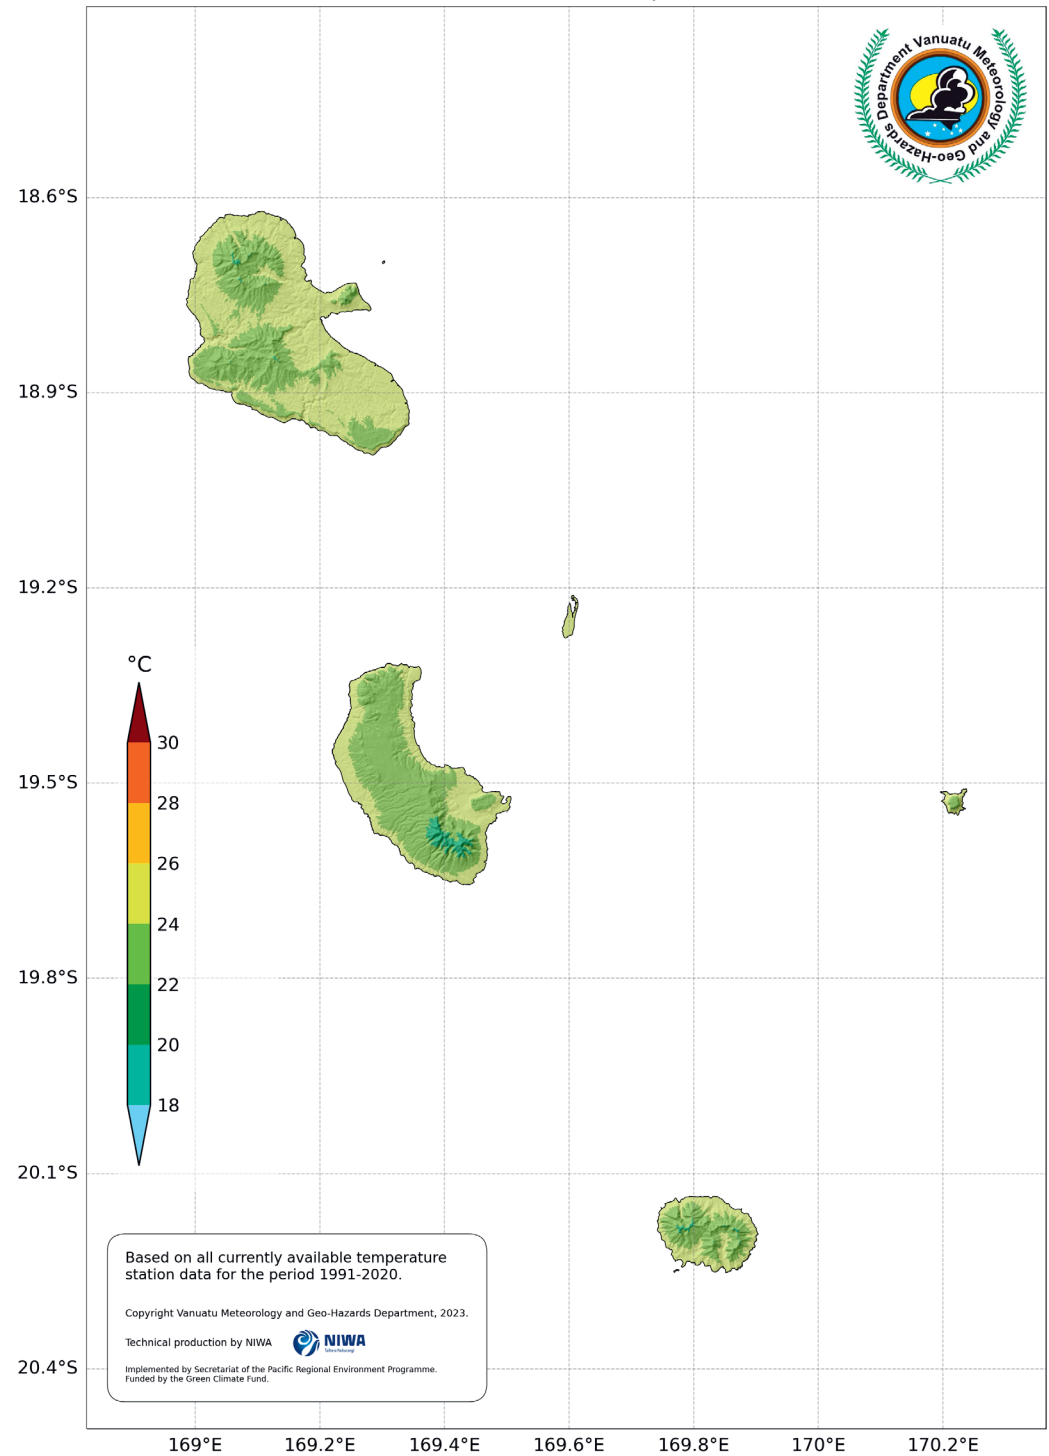 Vanuatu Meteorology and Geo-Hazards Department
18.6°S
18.9°S
19.2°S
°C
30
19.5°S
28
26
24
19.8°S
22
20
18
20.1°S
Based on all currently available temperature
station data for the period 1991-2020.
Copyright Vanuatu Meteorology and Geo-Hazards Department, 2023.
Technical production by NIWA
NIWA
Taihoro Nukurangi
Implemented by Secretariat of the Pacific Regional Environment Programme.
Funded by the Green Climate Fund.
20.4°S
169°E 169.2°E 169.4°E 169.6°E 169.8°E 170°E 170.2°E